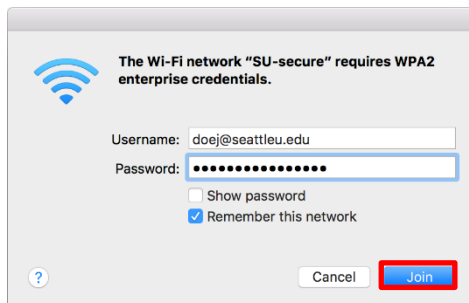 The Wi-Fi network “SU-secure” requires WPA2
enterprise credentials.
Username: doej@seattleu.edu
Password: ••••••••••••••••
Show password
Remember this network
? Cancel Join